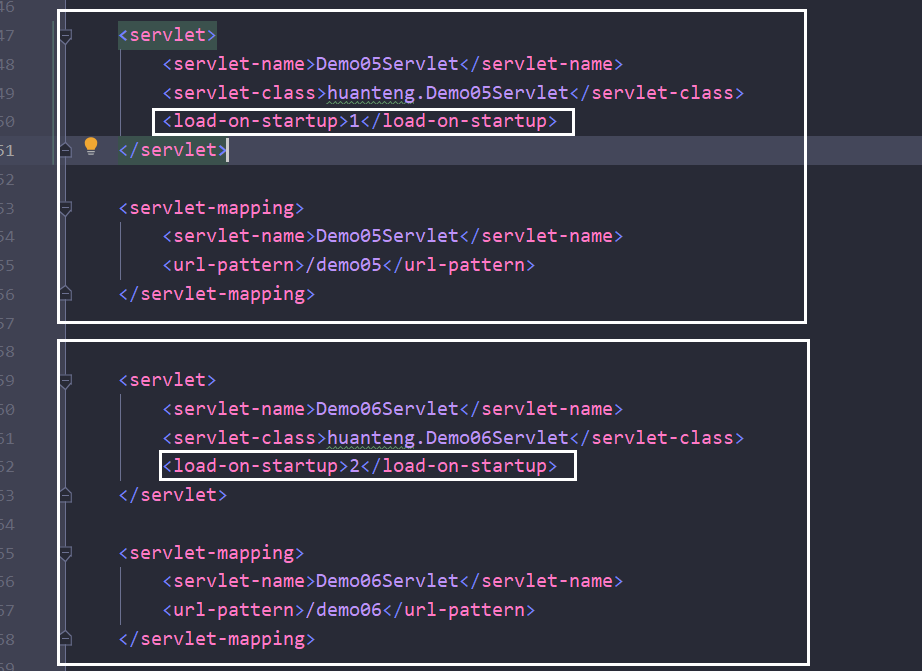 46
47 <servlet>
48 <servlet-name>Demo05Servlet</servlet-name>
49 <servlet-class>huanteng.Demo05Servlet</servlet-class>
50 <load-on-startup>1</load-on-startup>
51 </servlet>
52
53 <servlet-mapping>
54 <servlet-name>Demo05Servlet</servlet-name>
55 <url-pattern>/demo05</url-pattern>
56 </servlet-mapping>
57
58
59 <servlet>
60 <servlet-name>Demo06Servlet</servlet-name>
61 <servlet-class>huanteng.Demo06Servlet</servlet-class>
62 <load-on-startup>2</load-on-startup>
63 </servlet>
64
65 <servlet-mapping>
66 <servlet-name>Demo06Servlet</servlet-name>
67 <url-pattern>/demo06</url-pattern>
68 </servlet-mapping>
69